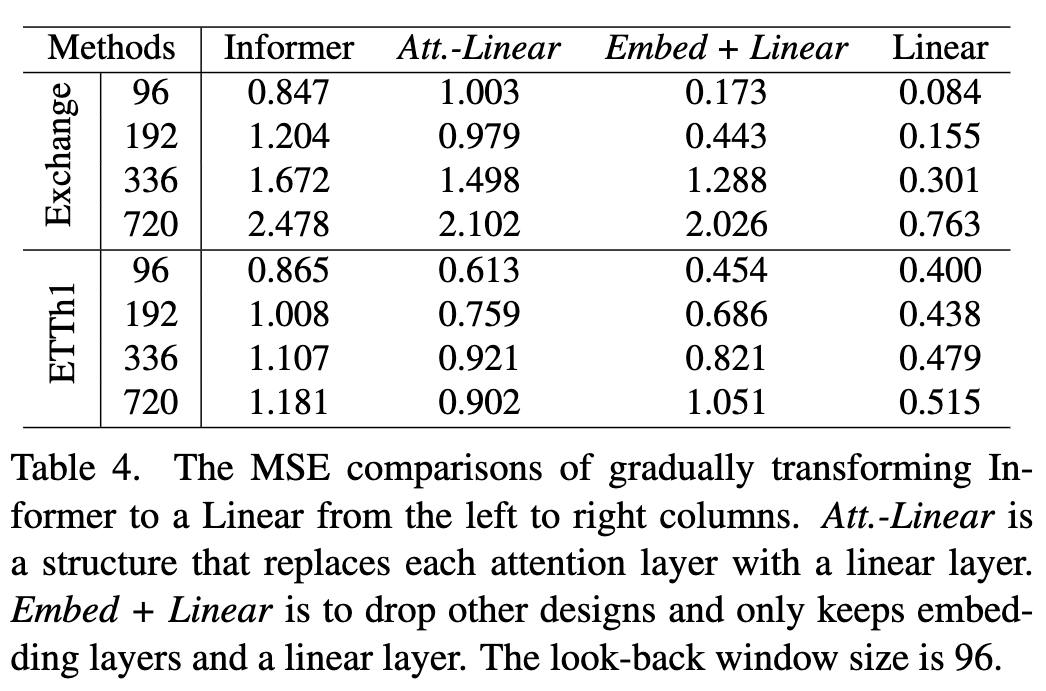 Methods Informer Att.-Linear Embed + Linear Linear
Exchange
96 0.847 1.003 0.173 0.084
192 1.204 0.979 0.443 0.155
336 1.672 1.498 1.288 0.301
720 2.478 2.102 2.026 0.763
ETTh1
96 0.865 0.613 0.454 0.400
192 1.008 0.759 0.686 0.438
336 1.107 0.921 0.821 0.479
720 1.181 0.902 1.051 0.515
Table 4. The MSE comparisons of gradually transforming In-
former to a Linear from the left to right columns. Att.-Linear is
a structure that replaces each attention layer with a linear layer.
Embed + Linear is to drop other designs and only keeps embed-
ding layers and a linear layer. The look-back window size is 96.